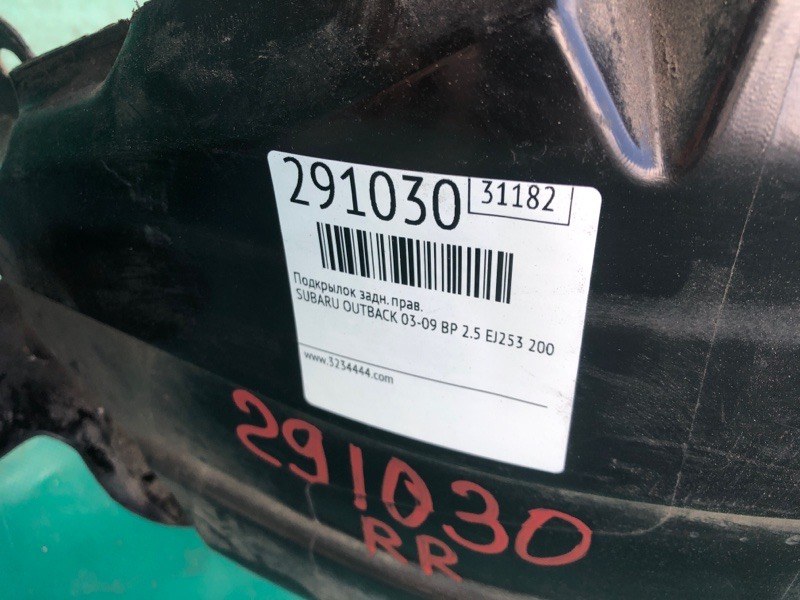 291030
31182
Подкрылок задн. прав.
SUBARU OUTBACK 03-09 BP 2.5 EJ253 200
www.3234444.com
291030
RR